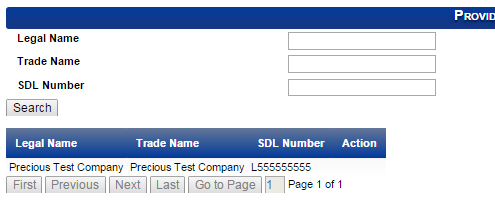 PROVID
Legal Name
Trade Name
SDL Number
Search
Legal Name Trade Name SDL Number Action
Precious Test Company Precious Test Company L555555555
First Previous Next Last Go to Page 1 Page 1 of 1